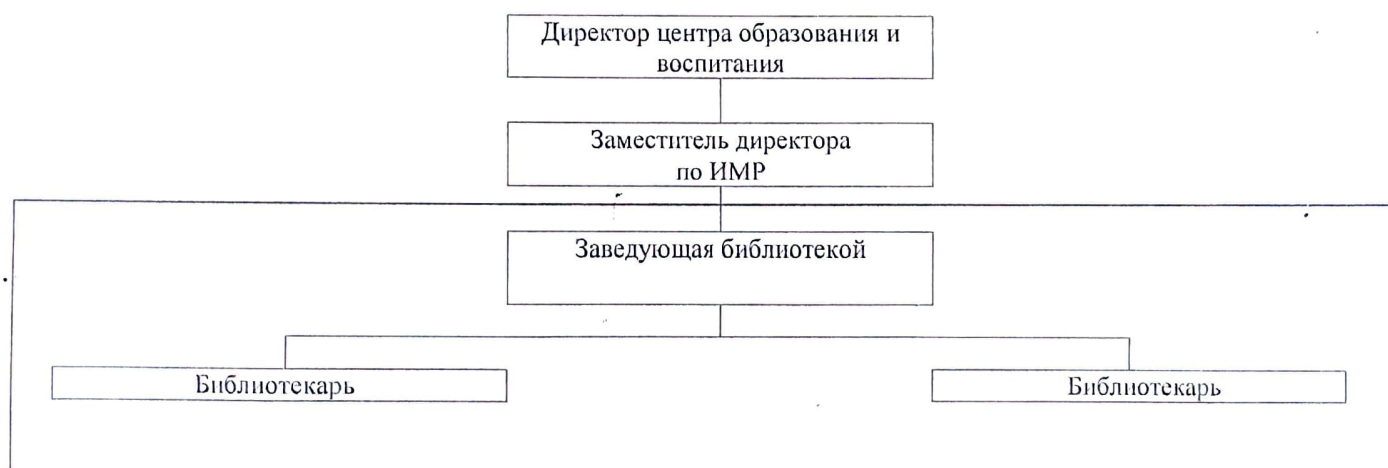 Директор центра образования и
воспитания
Заместитель директора
по ИМР
Заведующая библиотекой
Библиотекарь
Библиотекарь